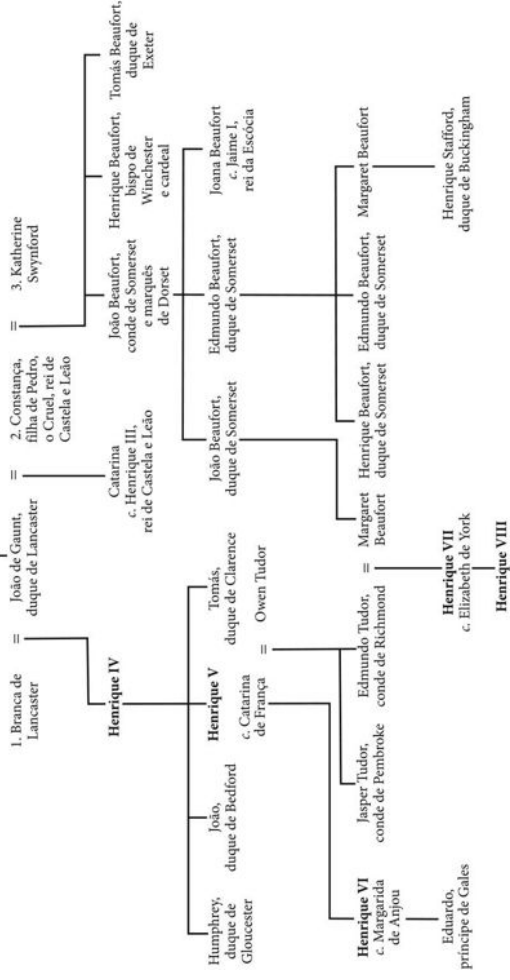 1. Branca de
Lancaster
=
João de Gaunt,
duque de Lancaster
=
2. Constança,
filha de Pedro,
o Cruel, rei de
Castela e Leão
=
3. Katherine
Swynford
Henrique IV
Catarina
c. Henrique III,
rei de Castela e Leão
João Beaufort,
conde de Somerset
e marquês
de Dorset
Henrique Beaufort,
bispo de
Winchester
e cardeal
Tomás Beaufort,
duque de
Exeter
Humphrey,
duque de
Gloucester
João,
duque de Bedford
Henrique V
c. Catarina
de França
=
Tomás,
duque de Clarence
Owen Tudor
João Beaufort,
duque de Somerset
Edmundo Beaufort,
duque de Somerset
Joana Beaufort
c. Jaime I,
rei da Escócia
Henrique VI
c. Margarida
de Anjou
Jasper Tudor,
conde de Pembroke
Edmundo Tudor,
conde de Richmond
=
Margaret
Beaufort
Henrique Beaufort,
duque de Somerset
Edmundo Beaufort,
duque de Somerset
Margaret Beaufort
Eduardo,
príncipe de Gales
Henrique VII
c. Elizabeth de York
Henrique Stafford,
duque de Buckingham
Henrique VIII